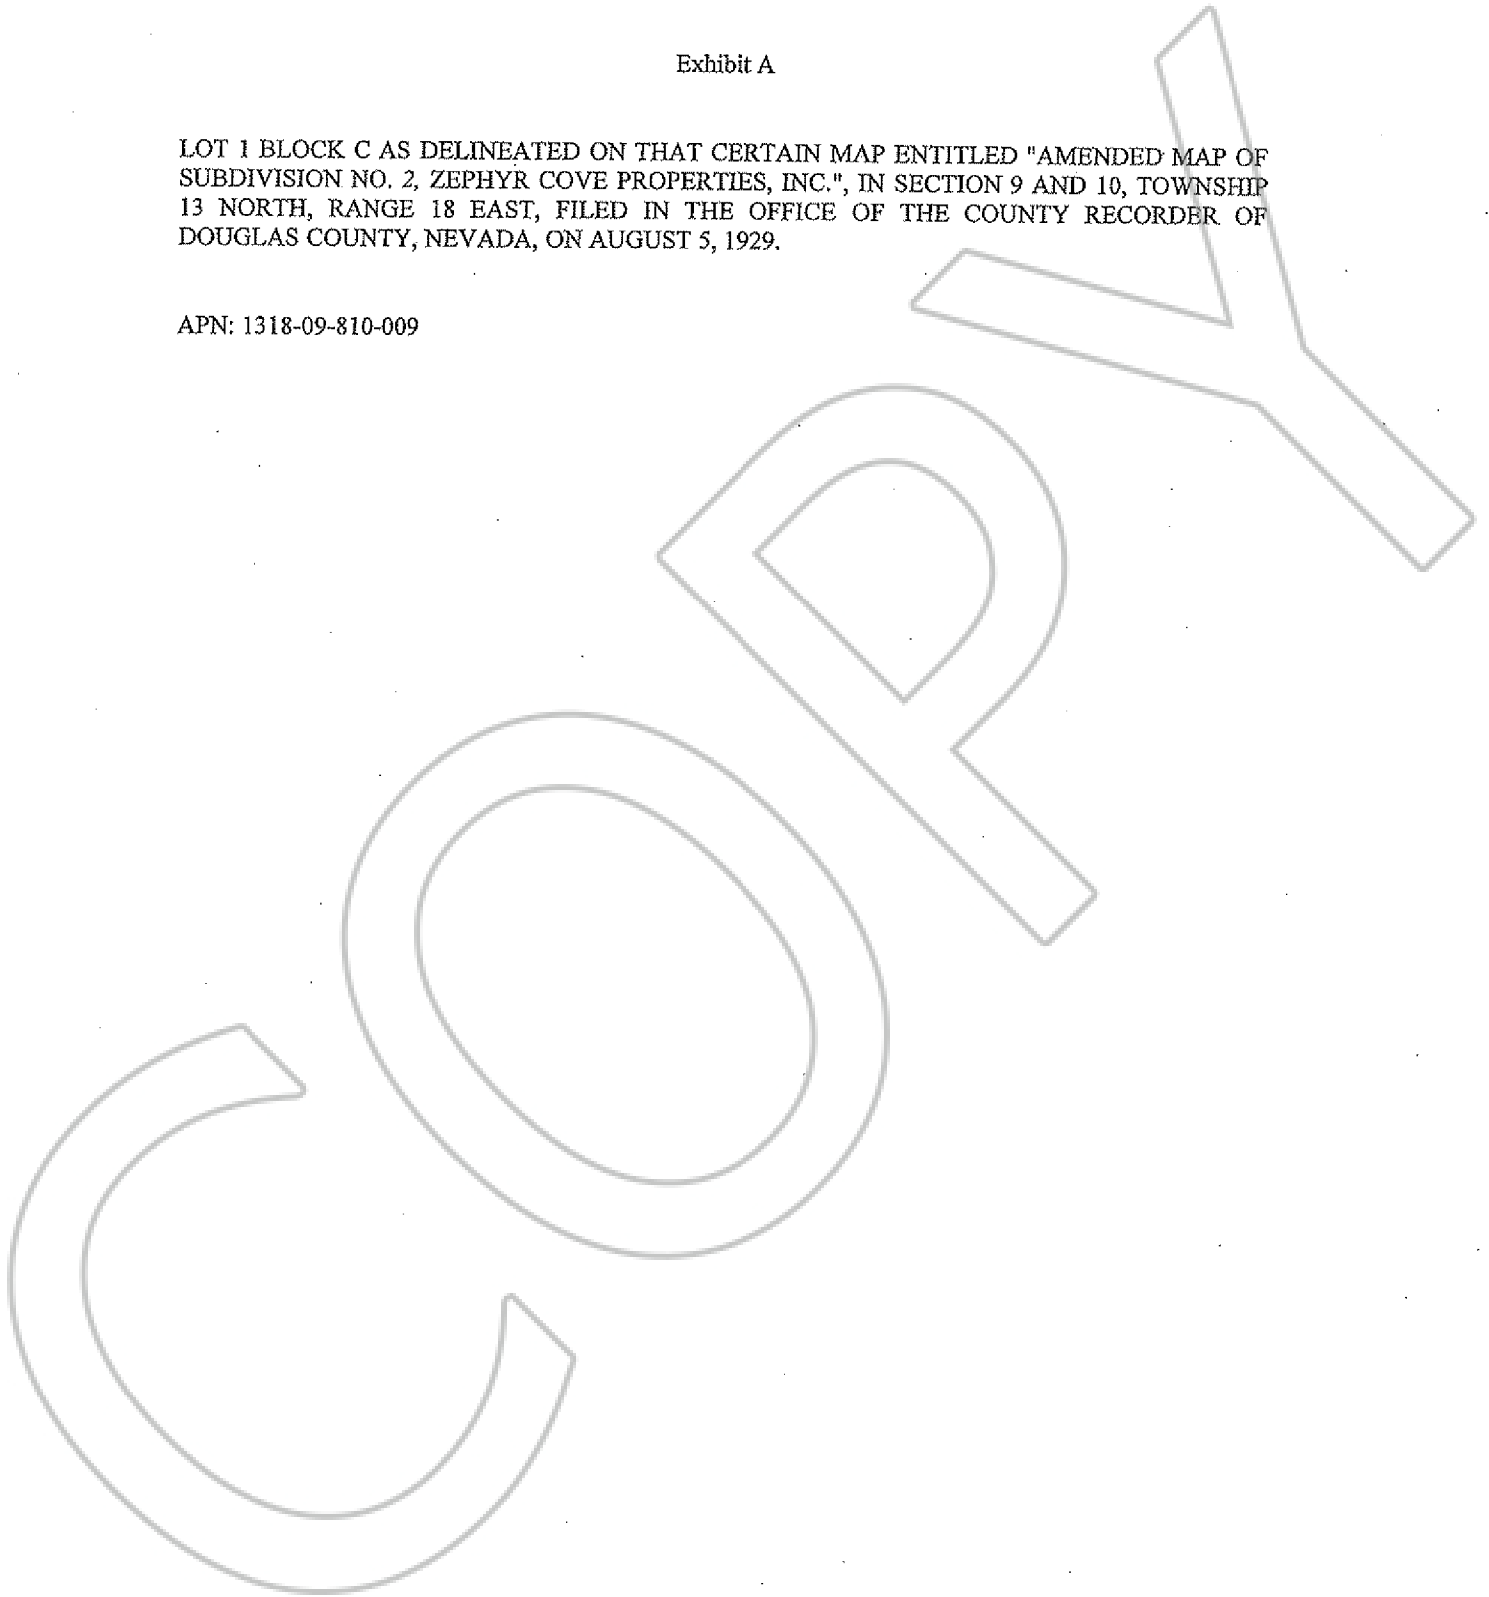 Exhibit A
LOT 1 BLOCK C AS DELINEATED ON THAT CERTAIN MAP ENTITLED "AMENDED MAP OF
SUBDIVISION NO. 2, ZEPHYR COVE PROPERTIES, INC.", IN SECTION 9 AND 10, TOWNSHIP
13 NORTH, RANGE 18 EAST, FILED IN THE OFFICE OF THE COUNTY RECORDER OF
DOUGLAS COUNTY, NEVADA, ON AUGUST 5, 1929.
APN: 1318-09-810-009
COPY